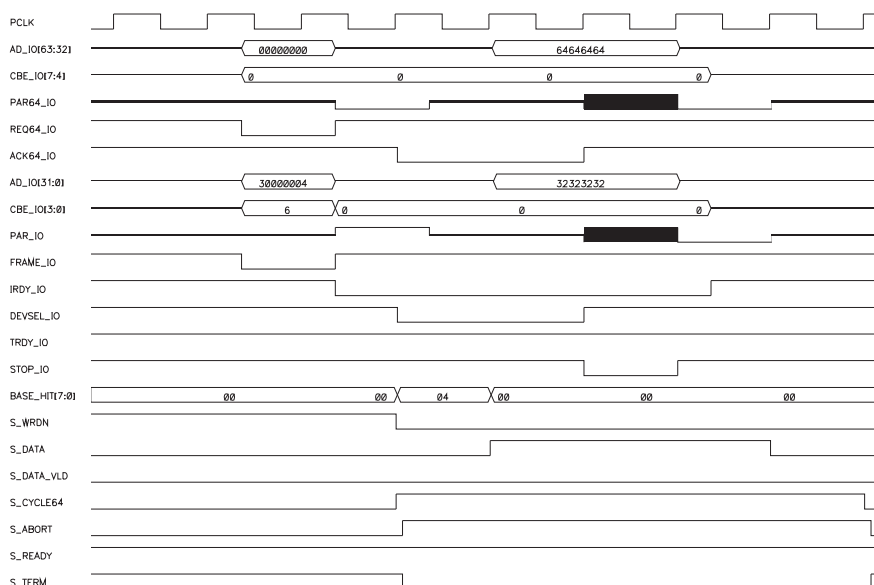 PCLK
AD_IO[63:32] 00000000 64646464
CBE_IO[7:4] 0 0 0 0
PAR64_IO
REQ64_IO
ACK64_IO
AD_IO[31:0] 30000004 32323232
CBE_IO[3:0] 6 0 0 0
PAR_IO
FRAME_IO
IRDY_IO
DEVSEL_IO
TRDY_IO
STOP_IO
BASE_HIT[7:0] 00 00 04 00 00 00
S_WRDN
S_DATA
S_DATA_VLD
S_CYCLE64
S_ABORT
S_READY
S_TERM